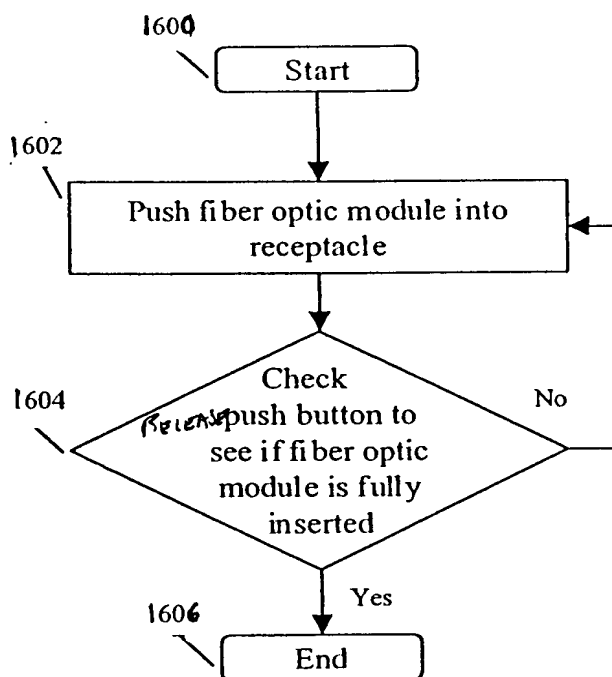 1600
Start
1602
Push fiber optic module into
receptacle
1604
Check
RELEASE push button to
see if fiber optic
module is fully
inserted
No
Yes
1606
End